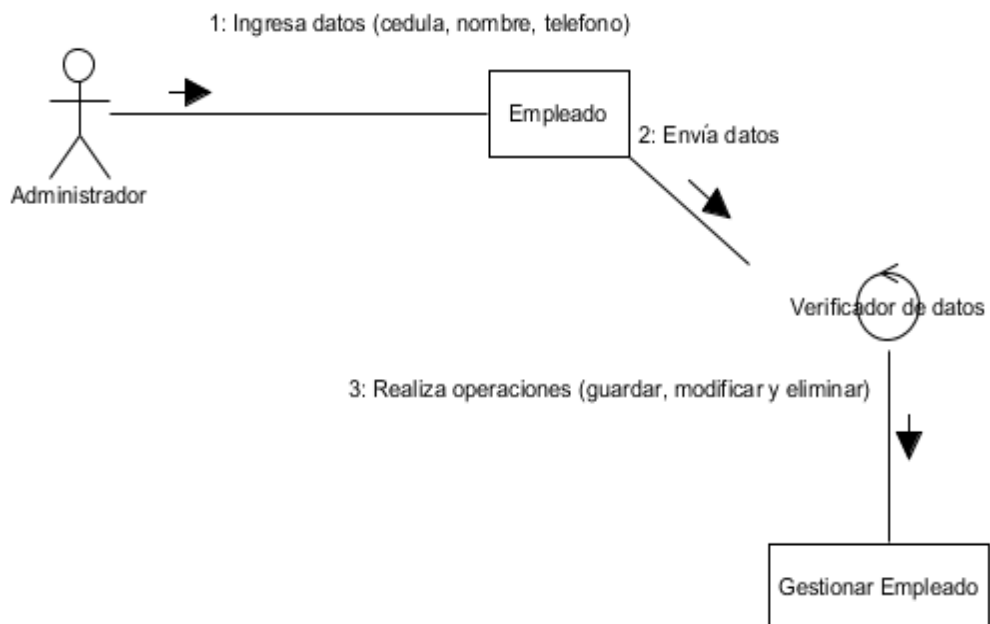 1: Ingresa datos (cedula, nombre, telefono)
Empleado
2: Envía datos
Administrador
Verificador de datos
3: Realiza operaciones (guardar, modificar y eliminar)
Gestionar Empleado